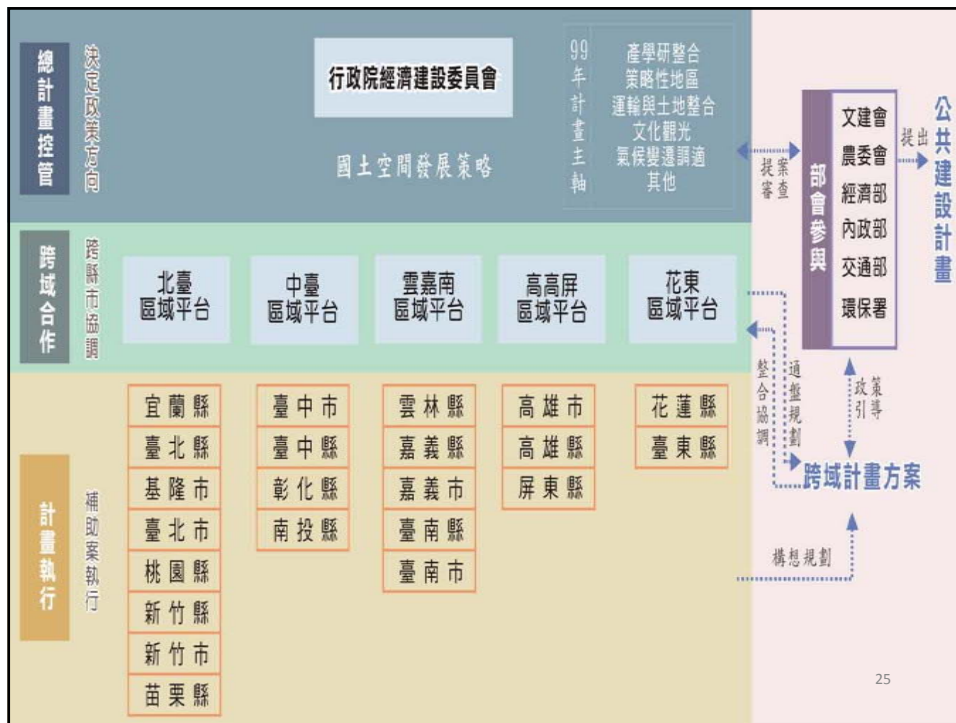 總計畫控管
決定政策方向
行政院經濟建設委員會
國土空間發展策略
99年計畫主軸
產學研整合
策略性地區
運輸與土地整合
文化觀光
氣候變遷調適
其他
提案
審查
部會參與
文建會
農委會
經濟部
內政部
交通部
環保署
提出
公共建設計畫
跨域合作
跨縣市協調
北臺
區域平台
中臺
區域平台
雲嘉南
區域平台
高高屏
區域平台
花東
區域平台
整合協調
通盤規劃
政策
引導
跨域計畫方案
構想規劃
計畫執行
補助案執行
宜蘭縣
臺北縣
基隆市
臺北市
桃園縣
新竹縣
新竹市
苗栗縣
臺中市
臺中縣
彰化縣
南投縣
雲林縣
嘉義縣
嘉義市
臺南縣
臺南市
高雄市
高雄縣
屏東縣
花蓮縣
臺東縣
25